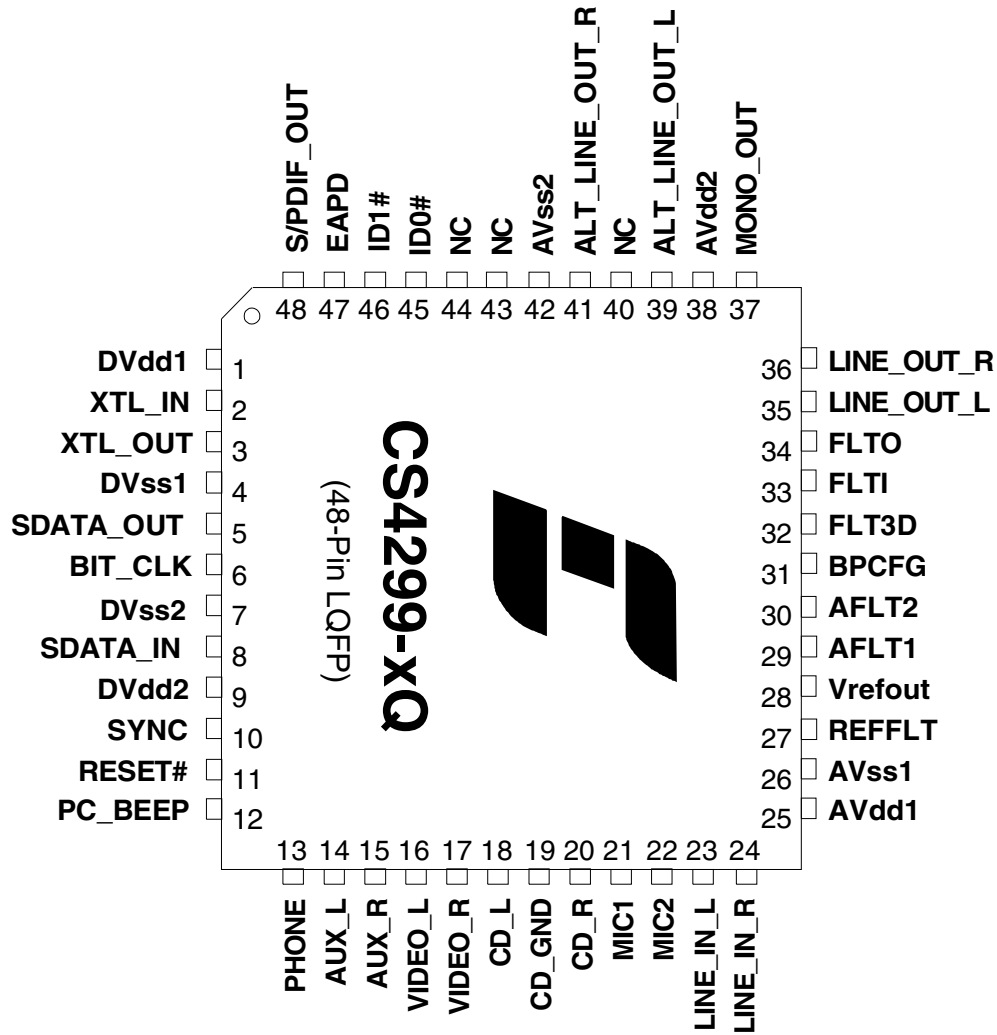 S/PDIF_OUT
EAPD
ID1#
ID0#
NC
NC
AVss2
ALT_LINE_OUT_R
NC
ALT_LINE_OUT_L
AVdd2
MONO_OUT
48 47 46 45 44 43 42 41 40 39 38 37
DVdd1 1
XTL_IN 2
XTL_OUT 3
DVss1 4
SDATA_OUT 5
BIT_CLK 6
DVss2 7
SDATA_IN 8
DVdd2 9
SYNC 10
RESET# 11
PC_BEEP 12
CS4299-xQ
(48-Pin LQFP)
36 LINE_OUT_R
35 LINE_OUT_L
34 FLTO
33 FLTI
32 FLT3D
31 BPCFG
30 AFLT2
29 AFLT1
28 Vrefout
27 REFFLT
26 AVss1
25 AVdd1
13 14 15 16 17 18 19 20 21 22 23 24
PHONE
AUX_L
AUX_R
VIDEO_L
VIDEO_R
CD_L
CD_GND
CD_R
MIC1
MIC2
LINE_IN_L
LINE_IN_R